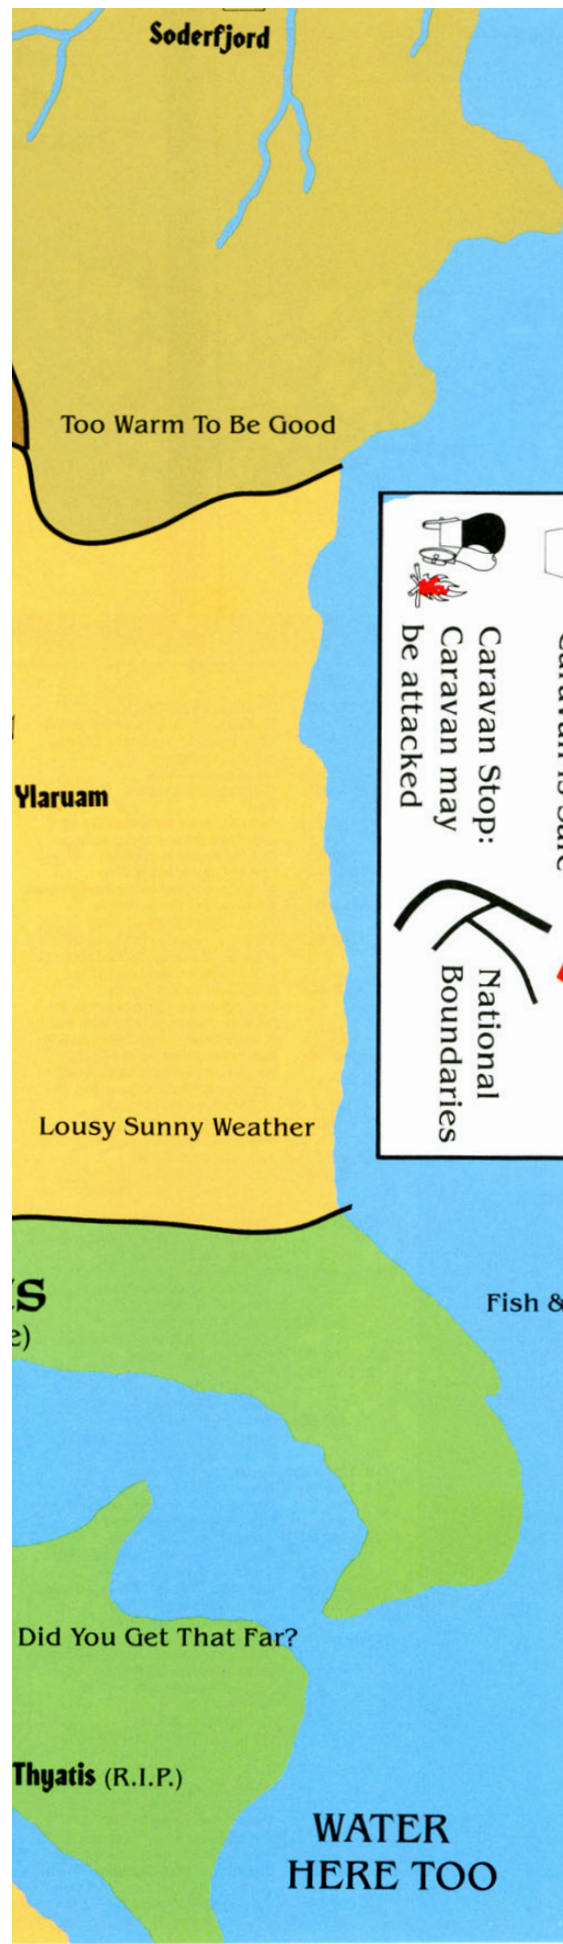 Soderfjord
Too Warm To Be Good
Caravan Stop:
Caravan may
be attacked
Ylaruam
National
Boundaries
Lousy Sunny Weather
Fish &
Did You Get That Far?
Thyatis (R.I.P.)
WATER
HERE TOO